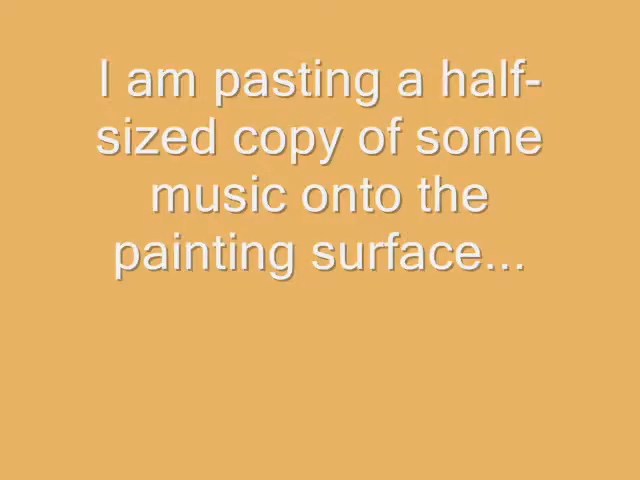 I am pasting a half-
sized copy of some
music onto the
painting surface...